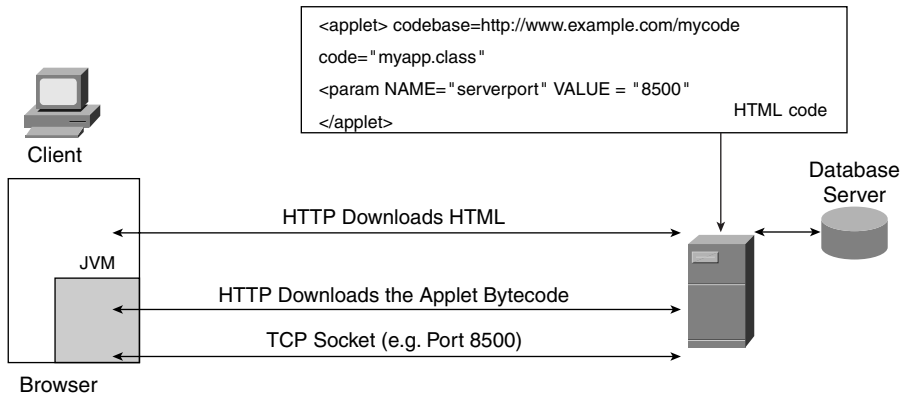 <applet> codebase=http://www.example.com/mycode
code="myapp.class"
<param NAME="serverport" VALUE = "8500"
</applet>
HTML code
Client
Database
Server
HTTP Downloads HTML
JVM
HTTP Downloads the Applet Bytecode
TCP Socket (e.g. Port 8500)
Browser